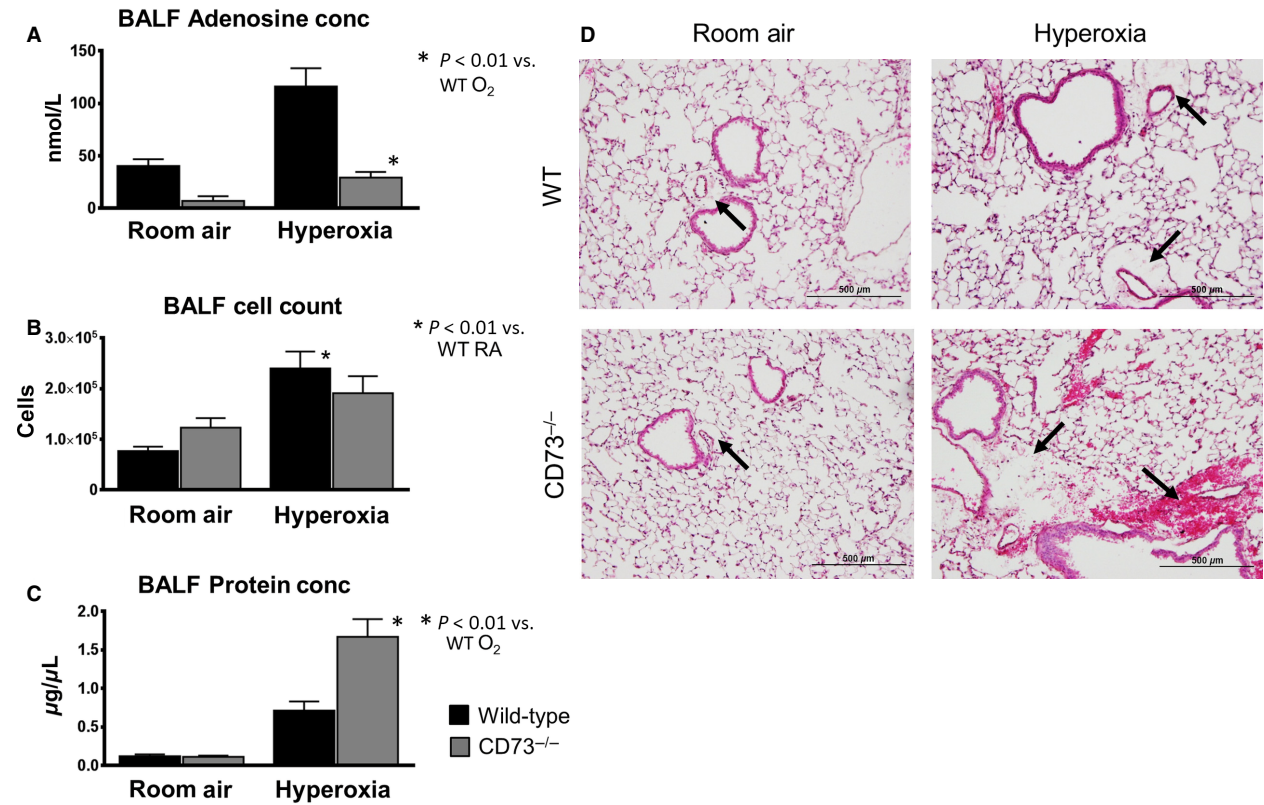 A
BALF Adenosine conc
* P < 0.01 vs.
WT O₂
nmol/L
150
100
50
0
*
Room air
Hyperoxia
B
BALF cell count
* P < 0.01 vs.
WT RA
Cells
3.0×10⁵
2.0×10⁵
1.0×10⁵
0
*
Room air
Hyperoxia
C
BALF Protein conc
* P < 0.01 vs.
WT O₂
µg/µL
2.0
1.5
1.0
0.5
0.0
*
Room air
Hyperoxia
Wild-type
CD73⁻/⁻
D
Room air
Hyperoxia
WT
500 µm
500 µm
CD73⁻/⁻
500 µm
500 µm